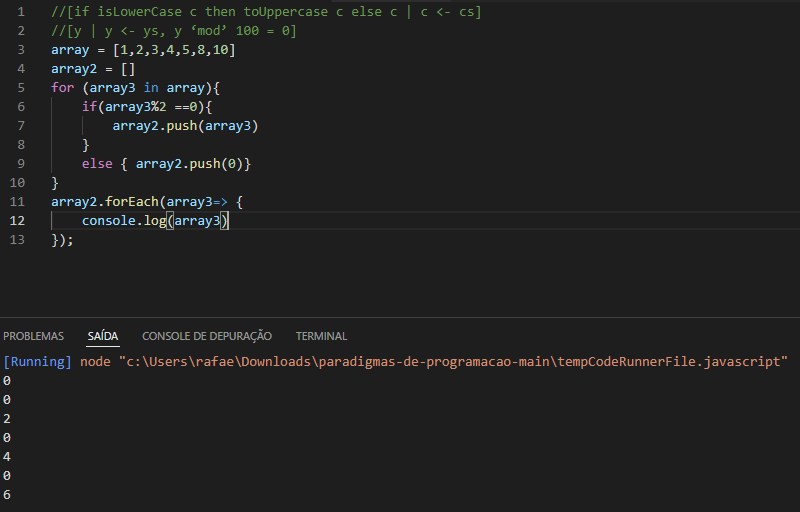 1 //[if isLowerCase c then toUppercase c else c | c <- cs]
2 //[y | y <- ys, y ‘mod’ 100 = 0]
3 array = [1,2,3,4,5,8,10]
4 array2 = []
5 for (array3 in array){
6 if(array3%2 ==0){
7 array2.push(array3)
8 }
9 else { array2.push(0)}
10 }
11 array2.forEach(array3=> {
12 console.log(array3)
13 });
PROBLEMAS SAÍDA CONSOLE DE DEPURAÇÃO TERMINAL
[Running] node "c:\Users\rafae\Downloads\paradigmas-de-programacao-main\tempCodeRunnerFile.javascript"
0
0
2
0
4
0
6